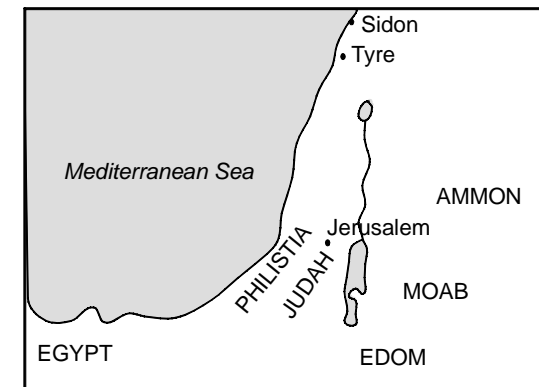 Sidon
Tyre
Mediterranean Sea
AMMON
Jerusalem
PHILISTIA
JUDAH
MOAB
EGYPT
EDOM